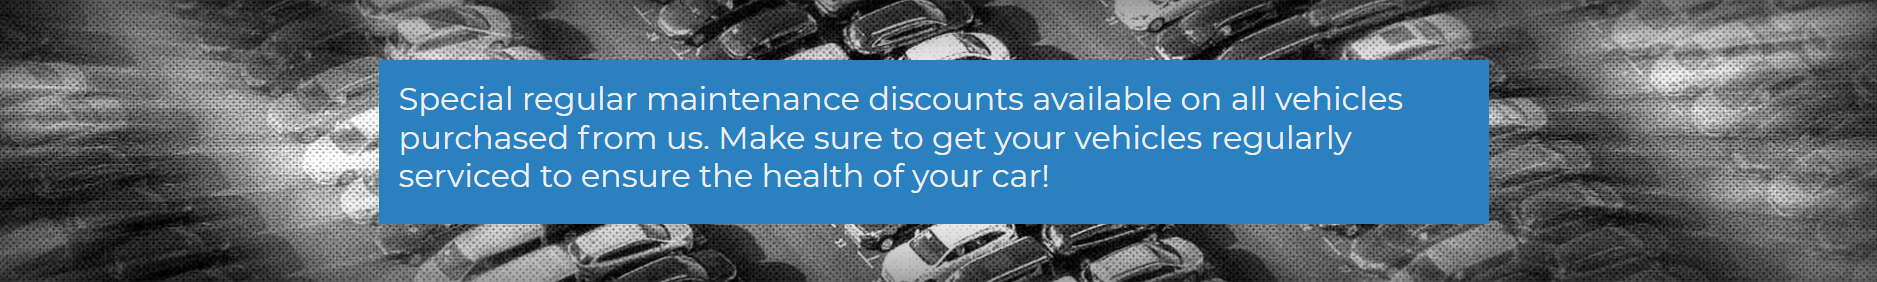 Special regular maintenance discounts available on all vehicles
purchased from us. Make sure to get your vehicles regularly
serviced to ensure the health of your car!